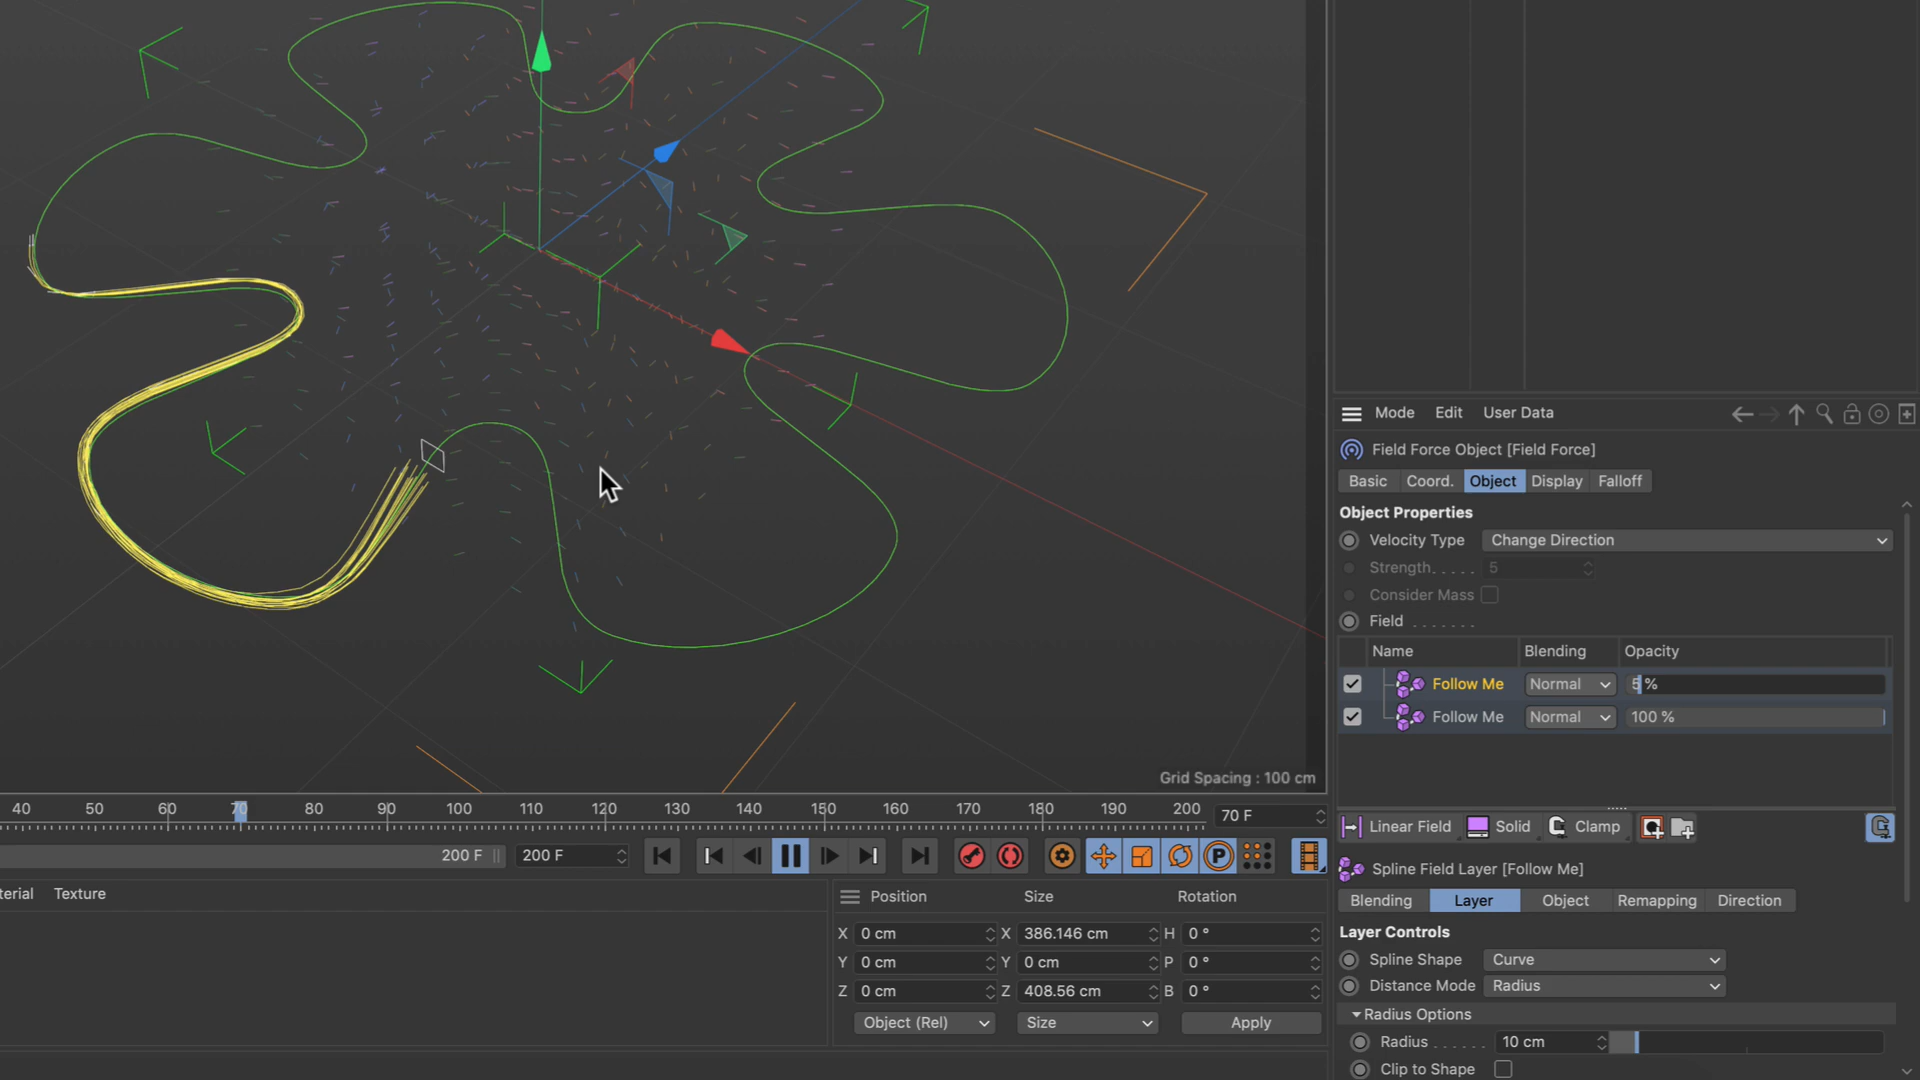 Mode Edit User Data
Field Force Object [Field Force]
Basic Coord. Object Display Falloff
Object Properties
Velocity Type Change Direction
Strength. . . . . 5
Consider Mass
Field . . . . . . .
Name Blending Opacity
Follow Me Normal 5 %
Follow Me Normal 100 %
Grid Spacing : 100 cm
40 50 60 70 80 90 100 110 120 130 140 150 160 170 180 190 200 70 F
Linear Field Solid Clamp
200 F 200 F
P
Spline Field Layer [Follow Me]
terial Texture
Position Size Rotation
Blending Layer Object Remapping Direction
Layer Controls
X 0 cm X 386.146 cm H 0 °
Y 0 cm Y 0 cm P 0 °
Z 0 cm Z 408.56 cm B 0 °
Object (Rel) Size Apply
Spline Shape Curve
Distance Mode Radius
Radius Options
Radius . . . . . . 10 cm
Clip to Shape